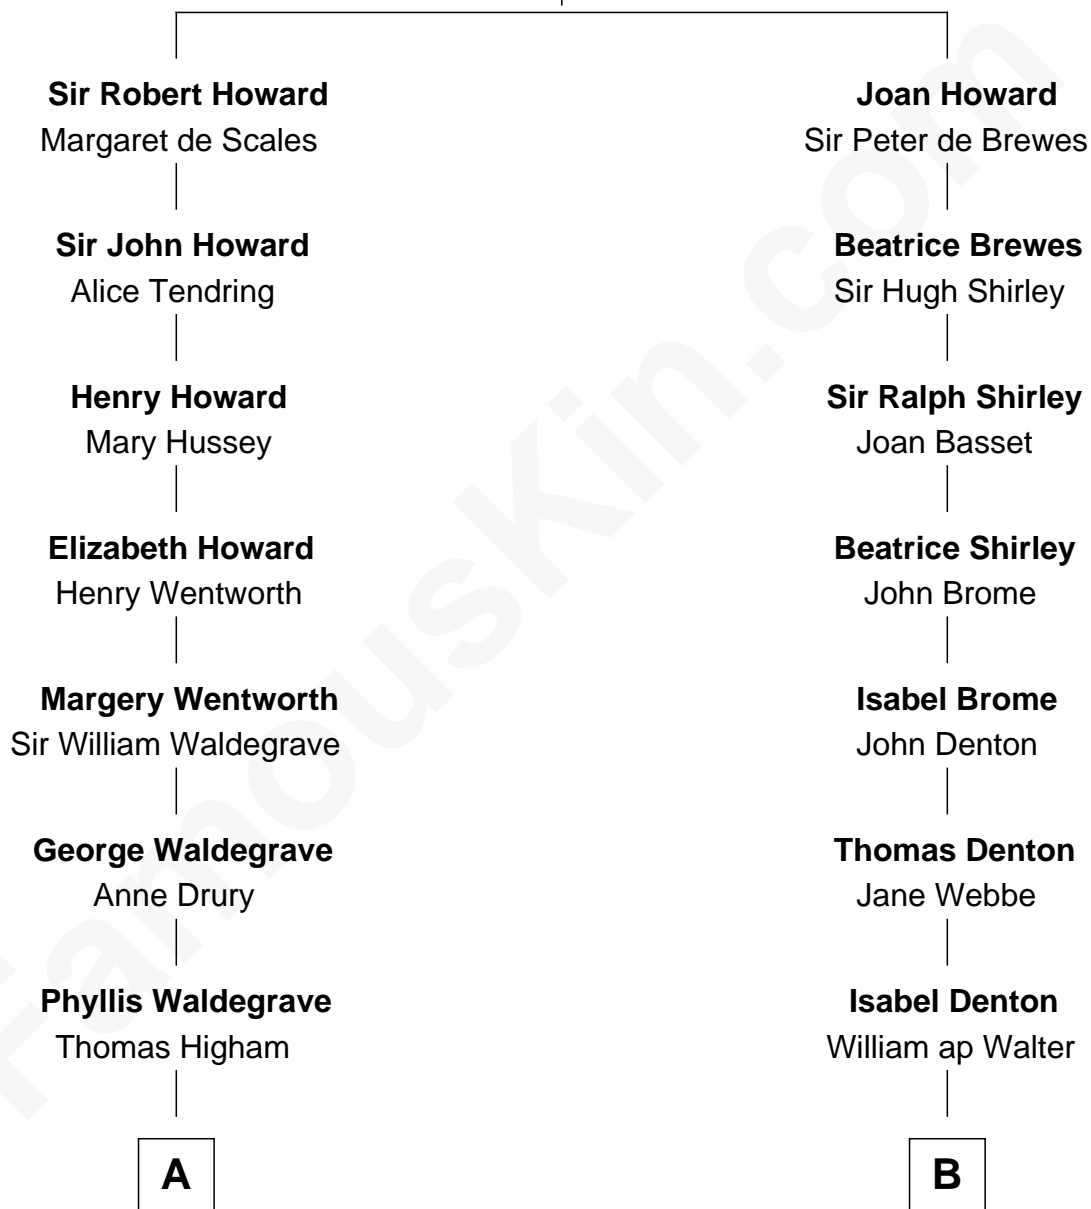 Sir Robert Howard
Margaret de Scales
Sir John Howard
Alice Tendring
Henry Howard
Mary Hussey
Elizabeth Howard
Henry Wentworth
Margery Wentworth
Sir William Waldegrave
George Waldegrave
Anne Drury
Phyllis Waldegrave
Thomas Higham
A
Joan Howard
Sir Peter de Brewes
Beatrice Brewes
Sir Hugh Shirley
Sir Ralph Shirley
Joan Basset
Beatrice Shirley
John Brome
Isabel Brome
John Denton
Thomas Denton
Jane Webbe
Isabel Denton
William ap Walter
B
FamousKin.com